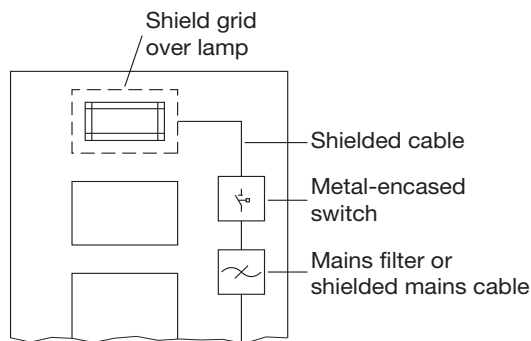 Shield grid
over lamp
Shielded cable
Metal-encased
switch
Mains filter or
shielded mains cable